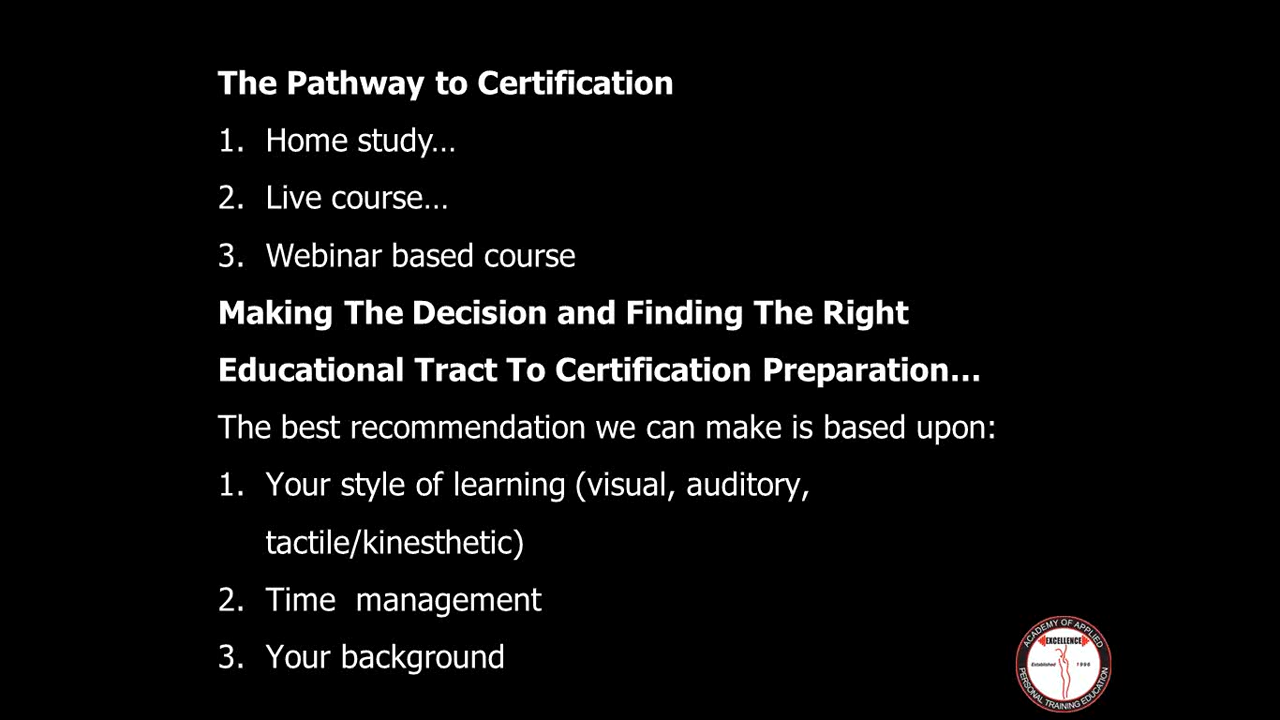 The Pathway to Certification
1. Home study...
2. Live course...
3. Webinar based course
Making The Decision and Finding The Right
Educational Tract To Certification Preparation...
The best recommendation we can make is based upon:
1. Your style of learning (visual, auditory,
tactile/kinesthetic)
2. Time  management
3. Your background
ACADEMY OF APPLIED
EXCELLENCE
Established 1996
PERSONAL TRAINING EDUCATION